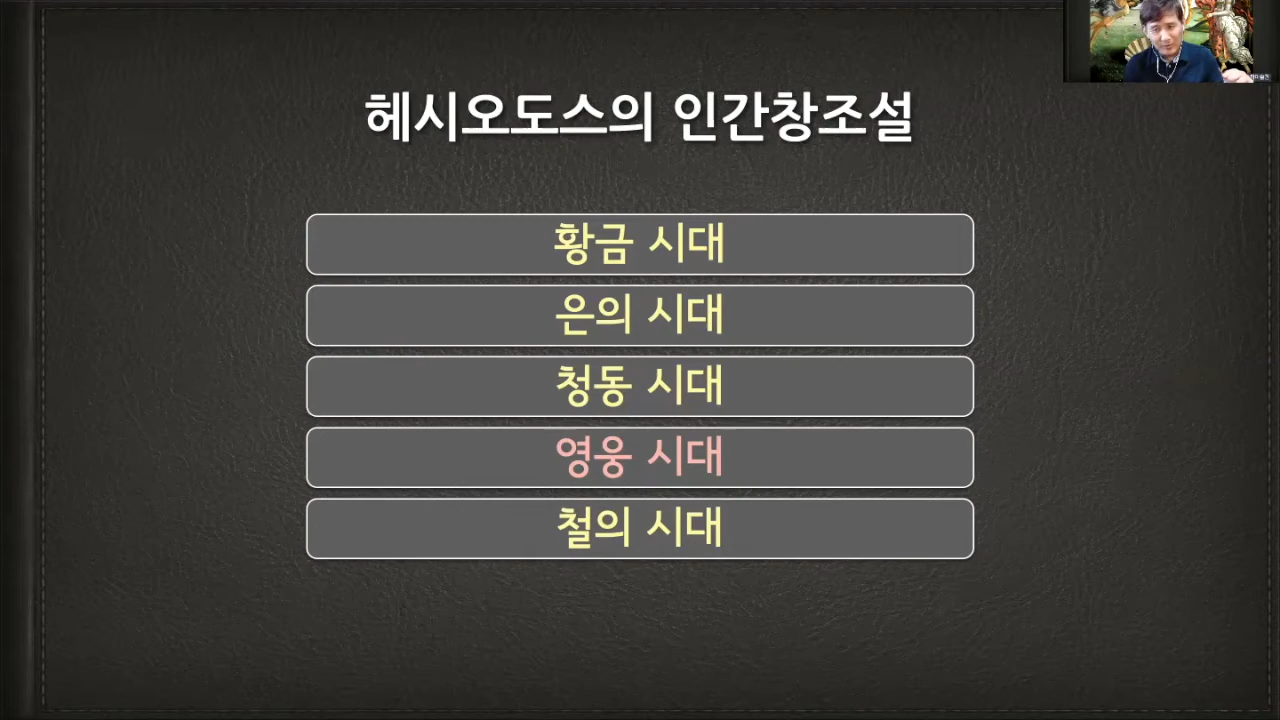 헤시오도스의 인간창조설
황금 시대
은의 시대
청동 시대
영웅 시대
철의 시대